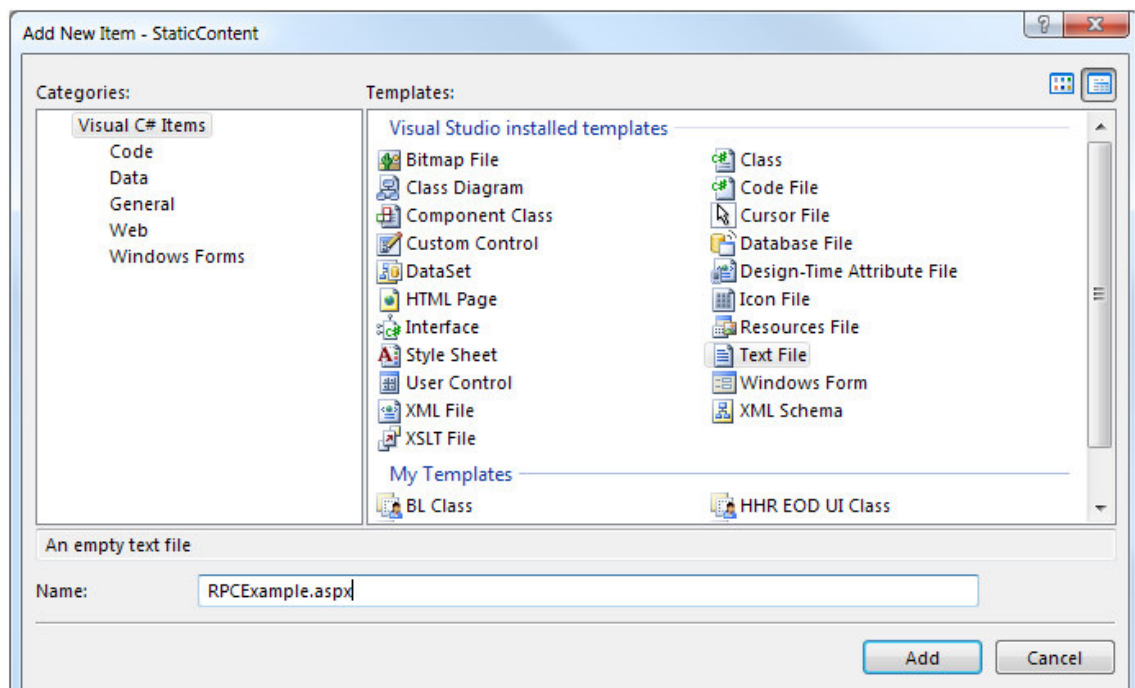 Add New Item - StaticContent
Categories:
Templates:
Visual C# Items
Code
Data
General
Web
Windows Forms
Visual Studio installed templates
Bitmap File
Class
Class Diagram
Code File
Component Class
Cursor File
Custom Control
Database File
DataSet
Design-Time Attribute File
HTML Page
Icon File
Interface
Resources File
Style Sheet
Text File
User Control
Windows Form
XML File
XML Schema
XSLT File
My Templates
BL Class
HHR EOD UI Class
An empty text file
Name:
RPCExample.aspx
Add
Cancel